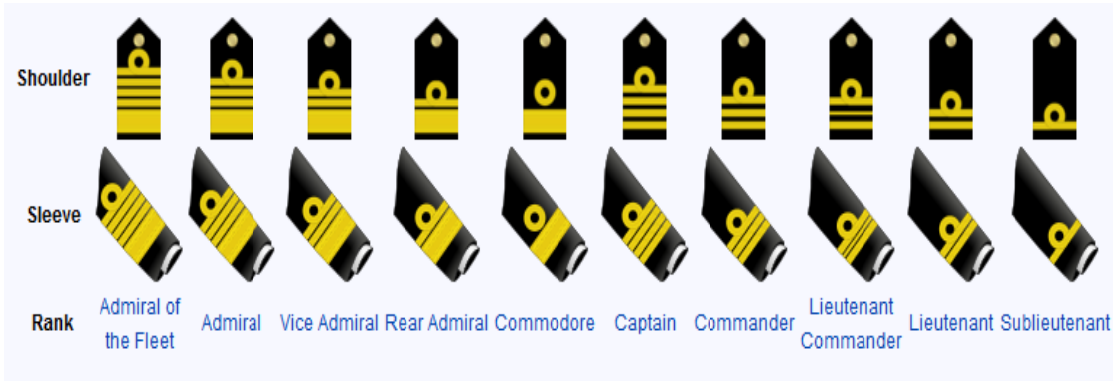 Shoulder
Sleeve
Rank
Admiral of
the Fleet
Admiral
Vice Admiral
Rear Admiral
Commodore
Captain
Commander
Lieutenant
Commander
Lieutenant
Sublieutenant